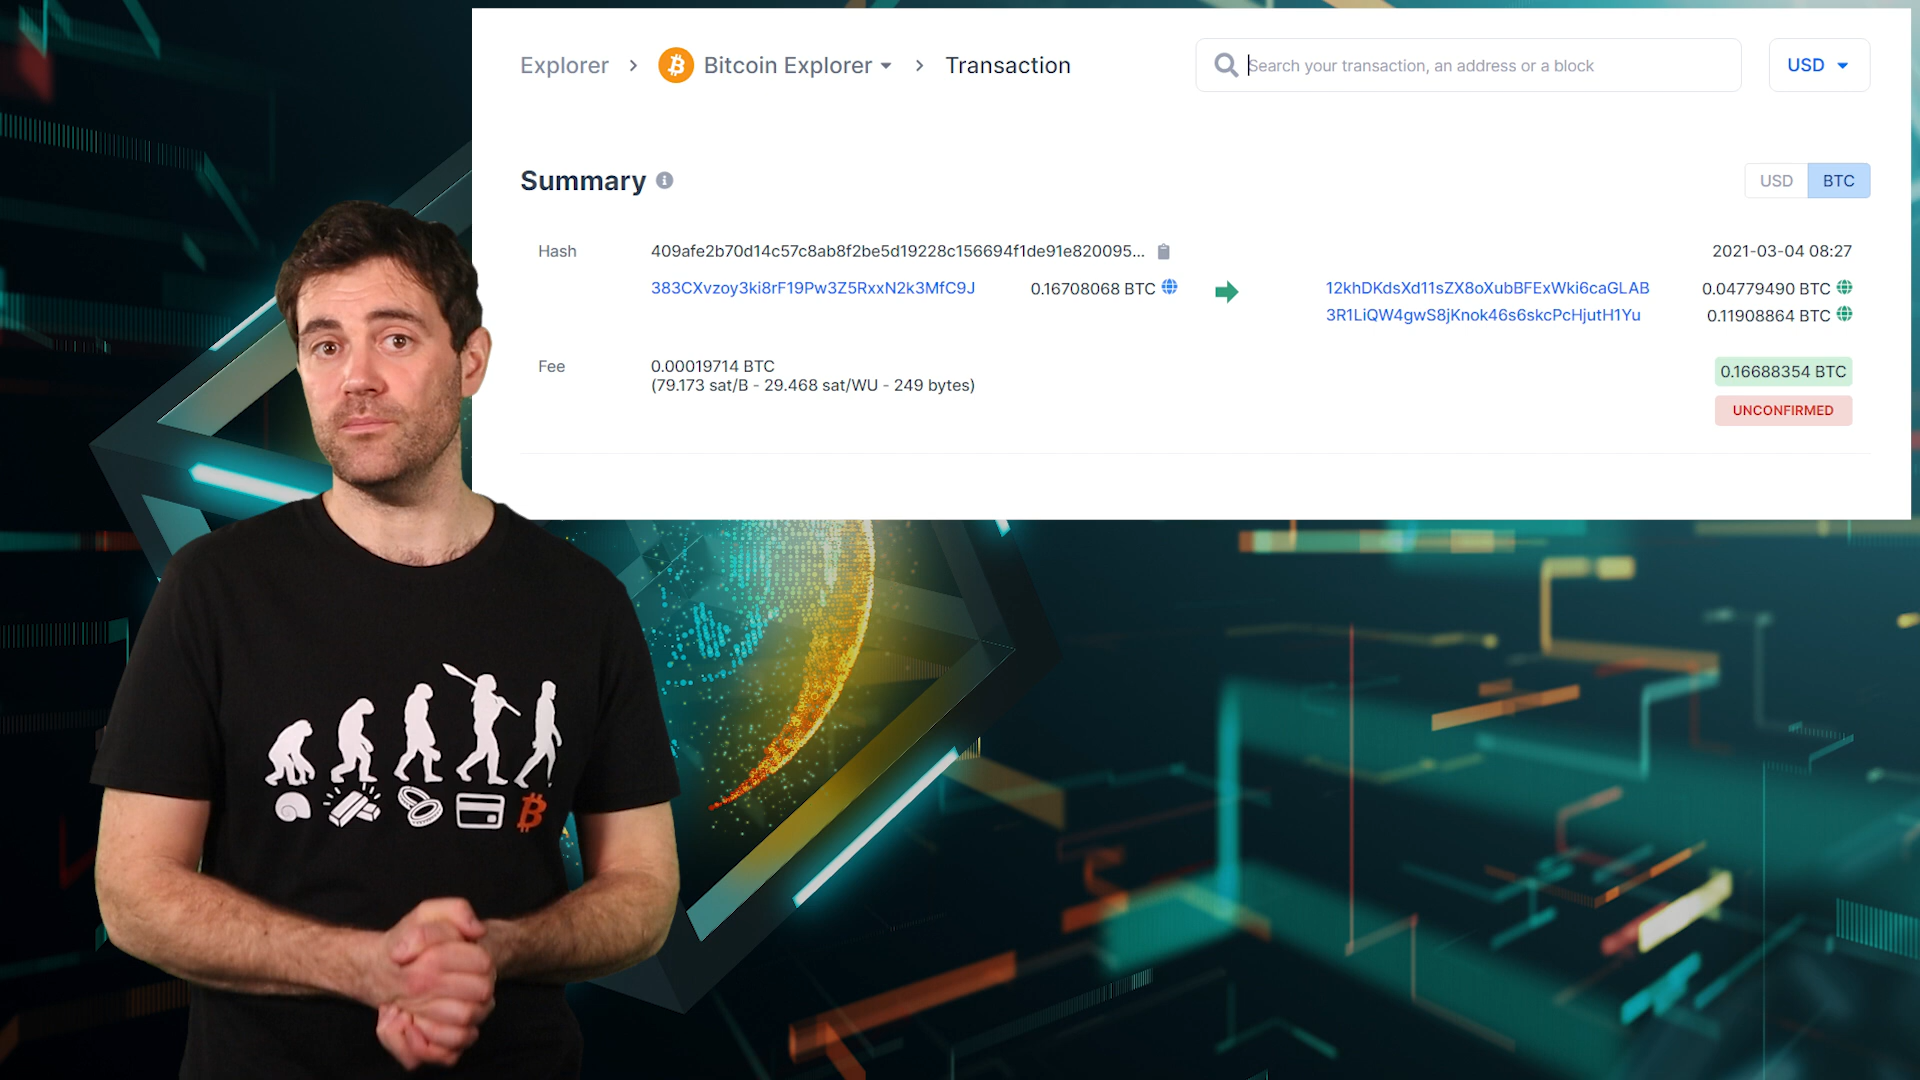 Explorer > Bitcoin Explorer > Transaction
Search your transaction, an address or a block
USD
Summary
USD BTC
Hash 409afe2b70d14c57c8ab8f2be5d19228c156694f1de91e820095... 2021-03-04 08:27
383CXvzoy3ki8rF19Pw3Z5RxxN2k3MfC9J 0.16708068 BTC 12khDKdsXd11sZX8oXubBFExWki6caGLAB 0.04779490 BTC
3R1LiQW4gwS8jKnok46s6skcPcHjutH1Yu 0.11908864 BTC
Fee 0.00019714 BTC 0.16688354 BTC
(79.173 sat/B - 29.468 sat/WU - 249 bytes)
UNCONFIRMED